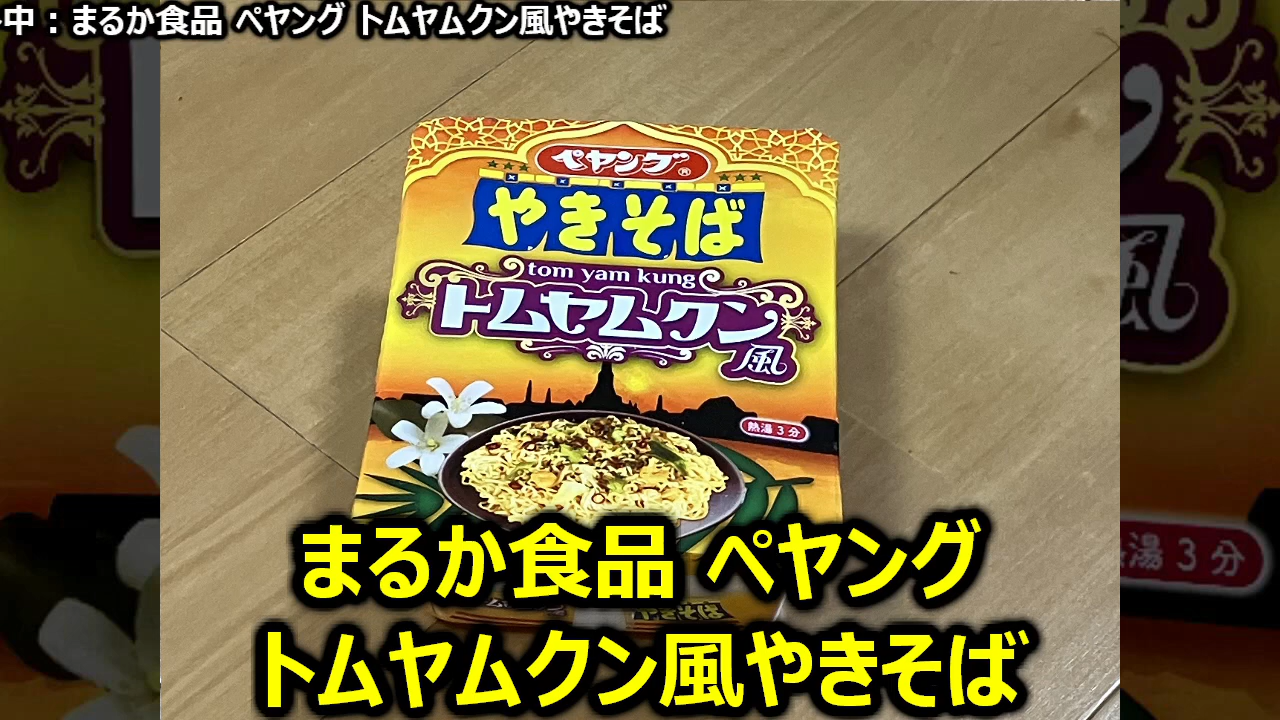 中：まるか食品 ペヤング トムヤムクン風やきそば
ペヤング®
やきそば
tom yam kung
トムヤムクン
風
熱湯3分
湯3分
風
まるか食品 ペヤング
トムヤムクン風やきそば